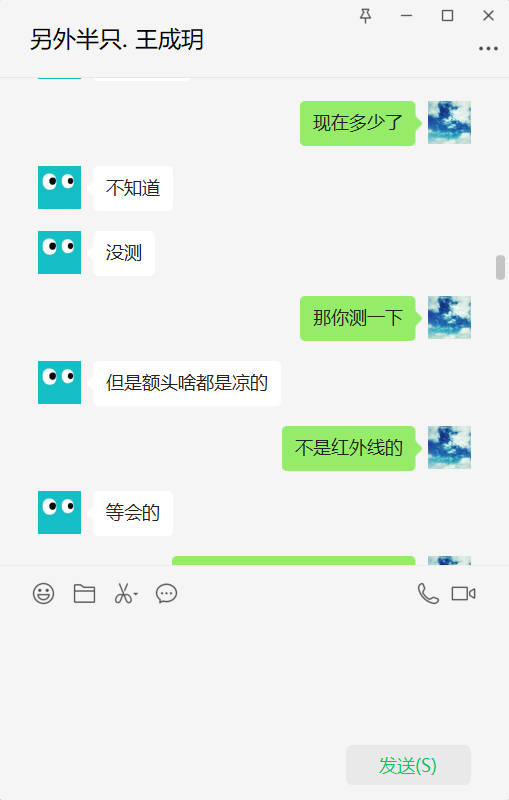 另外半只. 王成玥
现在多少了
不知道
没测
那你测一下
但是额头啥都是凉的
不是红外线的
等会的
发送(S)